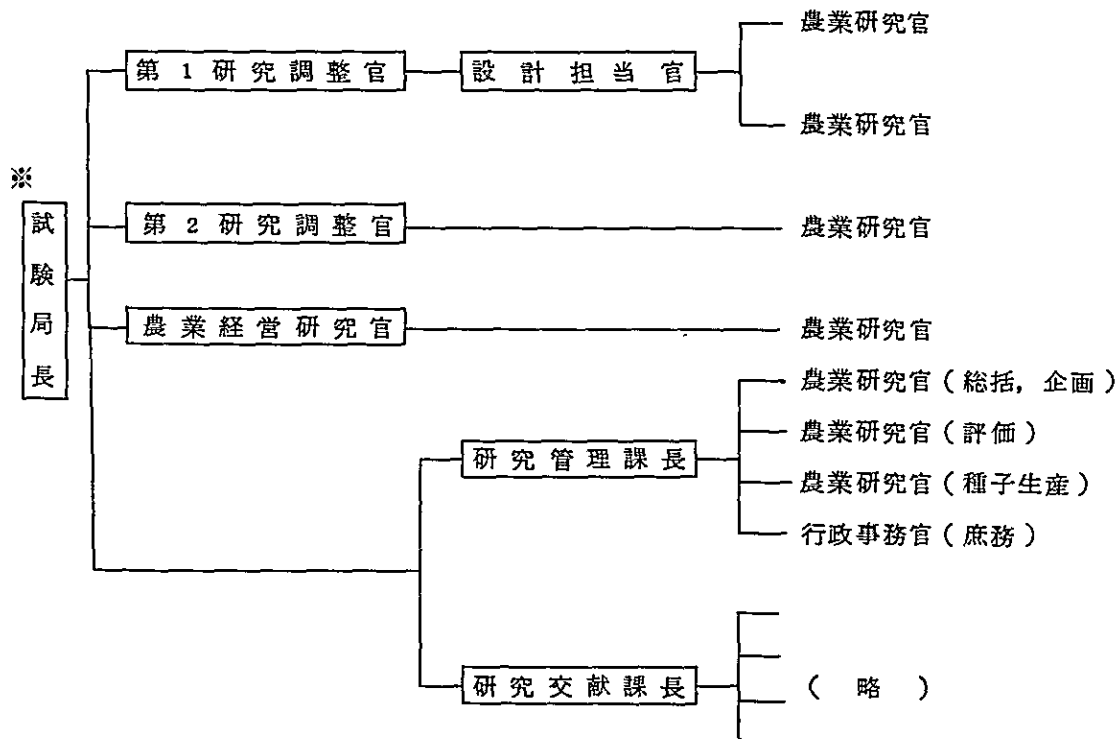 農業研究官
第1研究調整官
設計担当官
農業研究官
※
試験局長
第2研究調整官
農業研究官
農業経営研究官
農業研究官
農業研究官(総括,企画)
研究管理課長
農業研究官(評価)
農業研究官(種子生産)
行政事務官(庶務)
研究交献課長
(略)